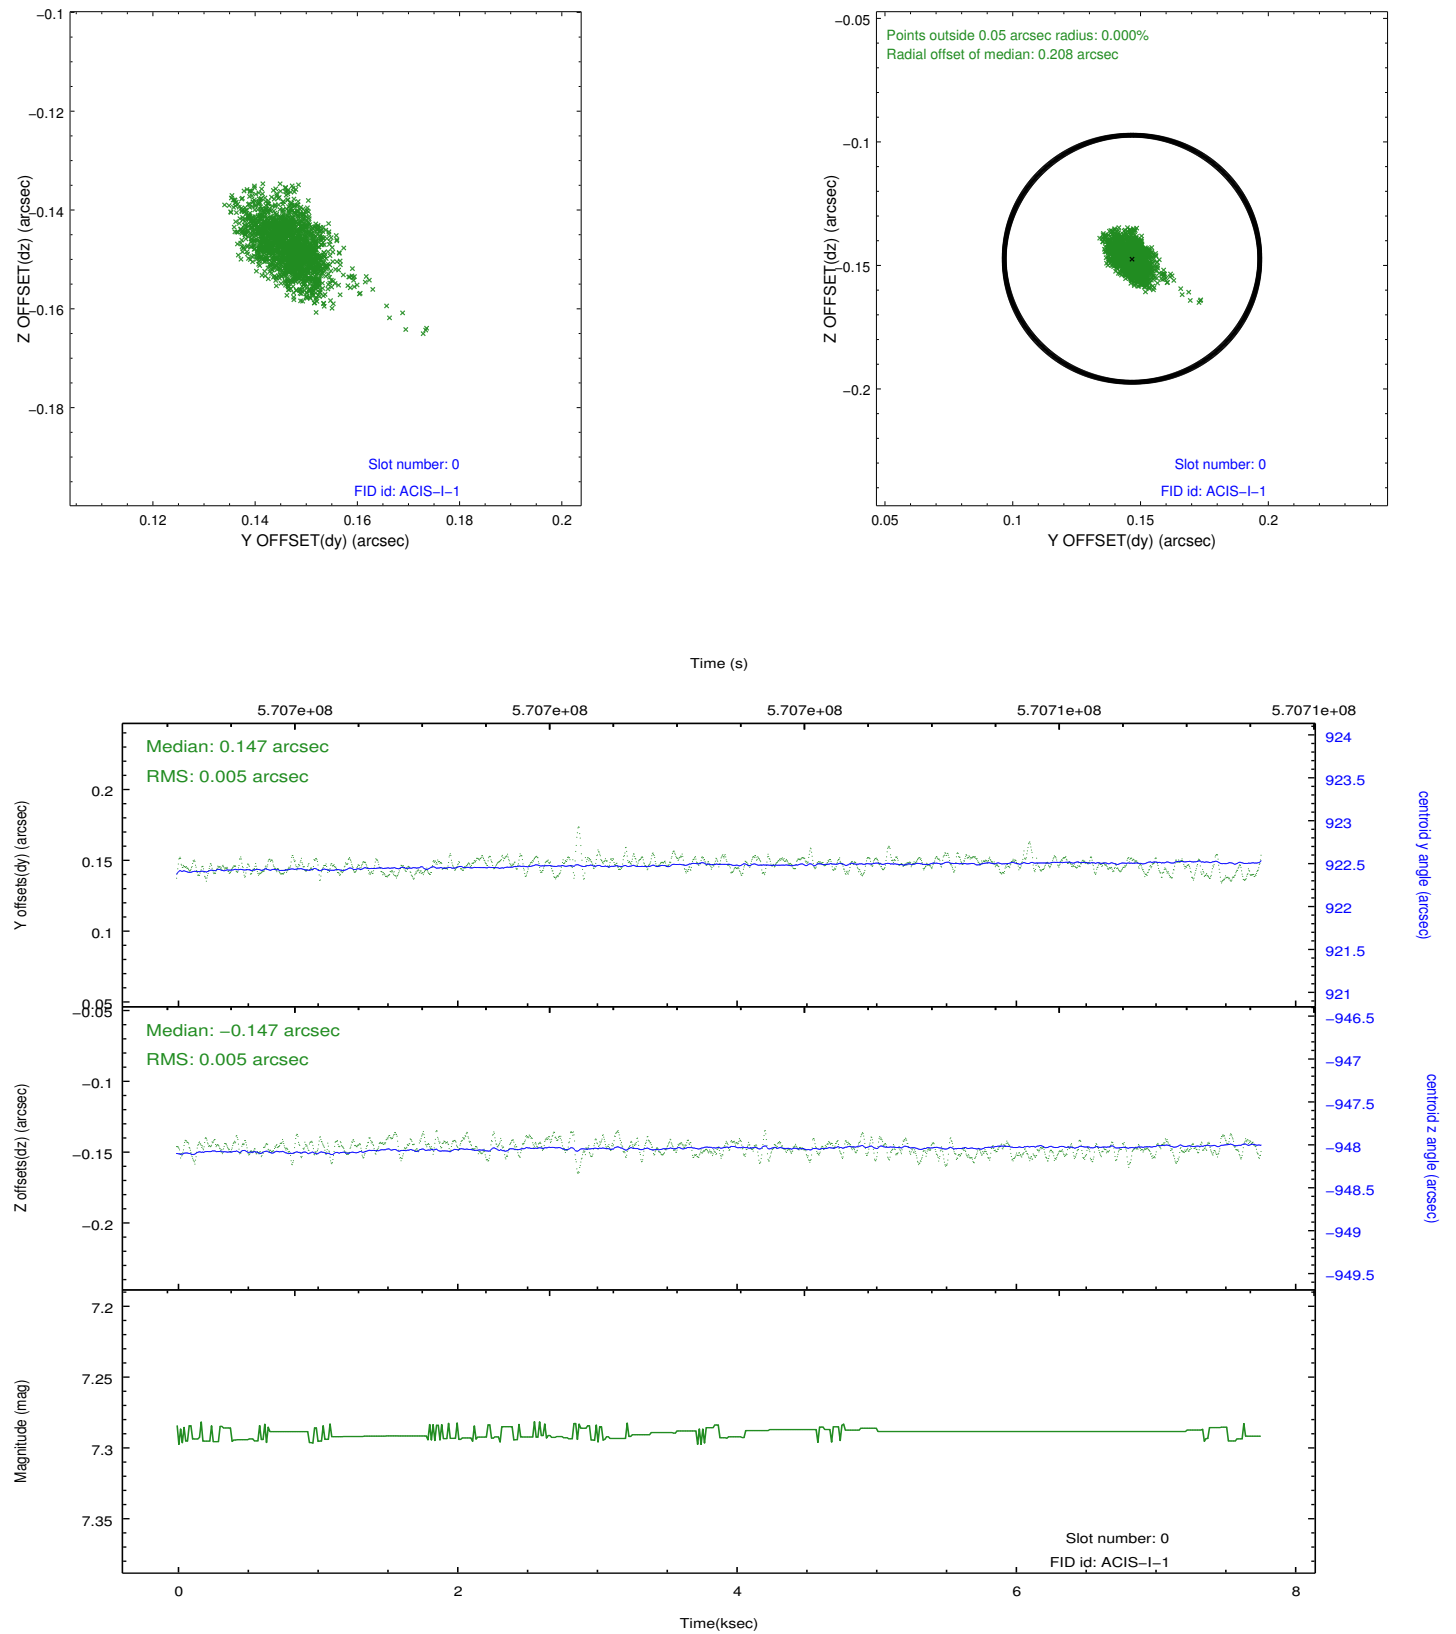 −0.1
−0.12
−0.14
−0.16
−0.18
Z OFFSET(dz) (arcsec)
Slot number: 0
FID id: ACIS−I−1
0.12
0.14
0.16
0.18
0.2
Y OFFSET(dy) (arcsec)
−0.05
−0.1
−0.15
−0.2
Z OFFSET(dz) (arcsec)
Points outside 0.05 arcsec radius: 0.000%
Radial offset of median: 0.208 arcsec
Slot number: 0
FID id: ACIS−I−1
0.05
0.1
0.15
0.2
Y OFFSET(dy) (arcsec)
Time (s)
5.707e+08
5.707e+08
5.707e+08
5.7071e+08
5.7071e+08
Median: 0.147 arcsec
RMS: 0.005 arcsec
0.2
0.15
0.1
0.05
Y offsets(dy) (arcsec)
924
923.5
923
922.5
922
921.5
921
centroid y angle (arcsec)
Median: −0.147 arcsec
RMS: 0.005 arcsec
−0.05
−0.1
−0.15
−0.2
Z offsets(dz) (arcsec)
−946.5
−947
−947.5
−948
−948.5
−949
−949.5
centroid z angle (arcsec)
7.2
7.25
7.3
7.35
Magnitude (mag)
Slot number: 0
FID id: ACIS−I−1
0
2
4
6
8
Time(ksec)